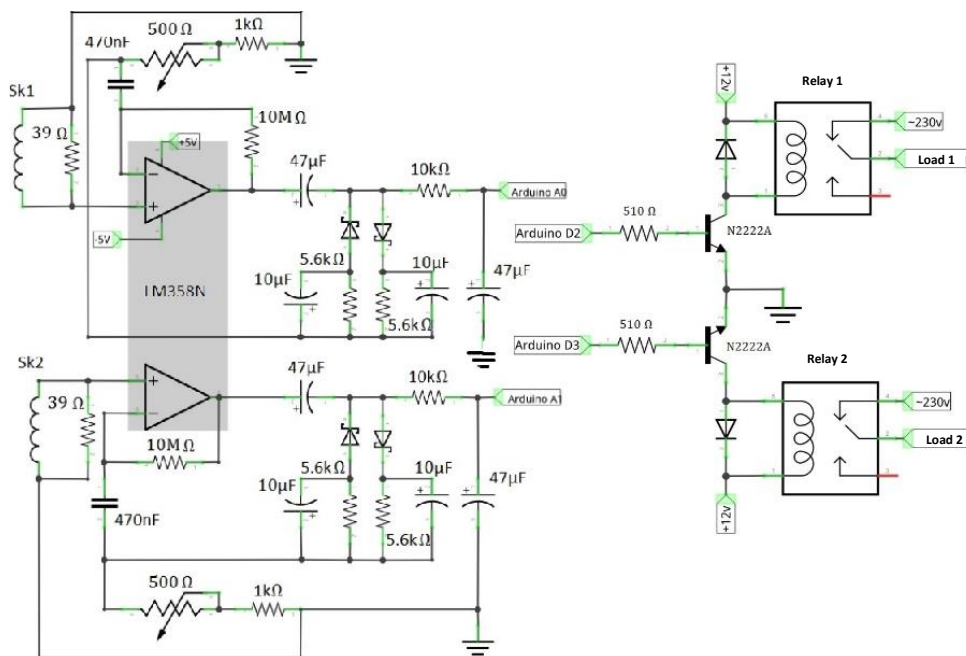 500 Ω
1kΩ
470nF
Sk1
39 Ω
10MΩ
+5V
47µF
10kΩ
Arduino A0
-5V
5.6kΩ
10µF
10µF
47µF
LM358N
5.6kΩ
Sk2
39 Ω
47µF
10kΩ
Arduino A1
10MΩ
5.6kΩ
10µF
10µF
47µF
470nF
5.6kΩ
500 Ω
1kΩ
+12v
Relay 1
~230v
Load 1
510 Ω
Arduino D2
N2222A
510 Ω
Arduino D3
N2222A
Relay 2
~230v
Load 2
+12v